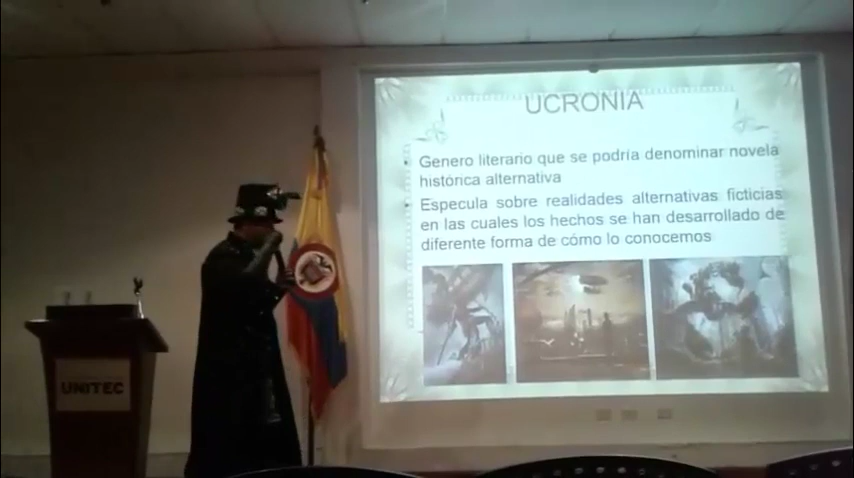 UCRONIA
Genero literario que se podría denominar novela
histórica alternativa
Especula sobre realidades alternativas ficticias
en las cuales los hechos se han desarrollado de
diferente forma de cómo lo conocemos
UNITEC